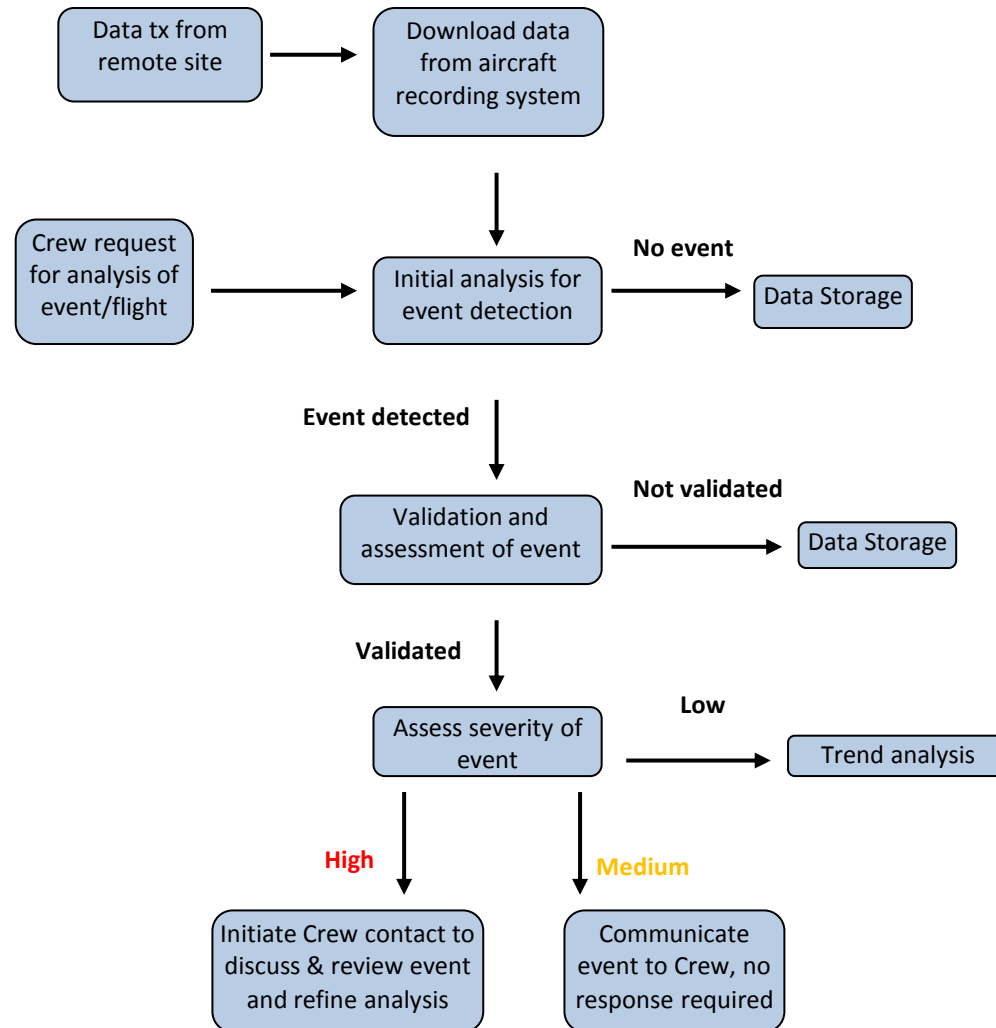 Data tx from
remote site
Download data
from aircraft
recording system
Crew request
for analysis of
event/flight
Initial analysis for
event detection
No event
Data Storage
Event detected
Validation and
assessment of event
Not validated
Data Storage
Validated
Assess severity of
event
Low
Trend analysis
High
Medium
Initiate Crew contact to
discuss & review event
and refine analysis
Communicate
event to Crew, no
response required